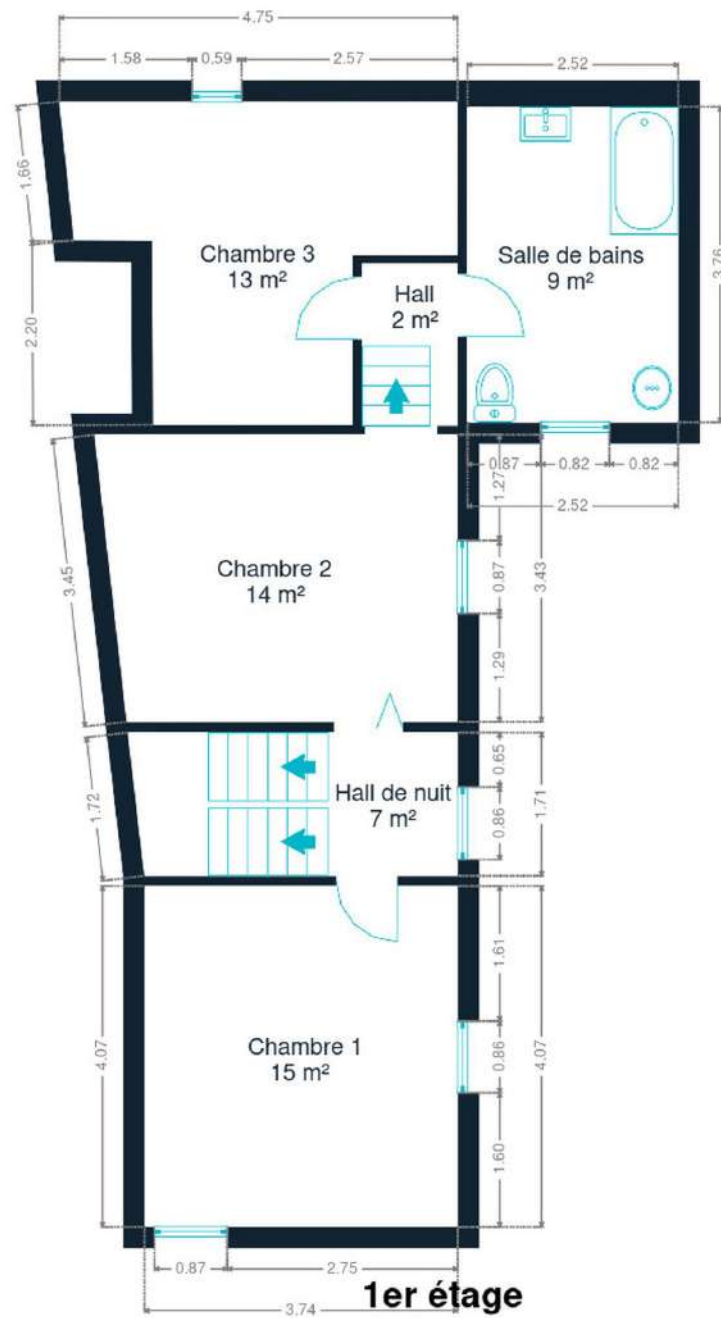 4.75
1.58
0.59
2.57
2.52
1.66
3.76
Chambre 3
13 m²
Salle de bains
9 m²
Hall
2 m²
2.20
0.87
0.82
0.82
2.52
1.27
3.45
Chambre 2
14 m²
0.87
3.43
1.29
1.72
Hall de nuit
7 m²
0.65
0.86
1.71
4.07
Chambre 1
15 m²
1.61
0.86
4.07
1.60
0.87
2.75
3.74
1er étage